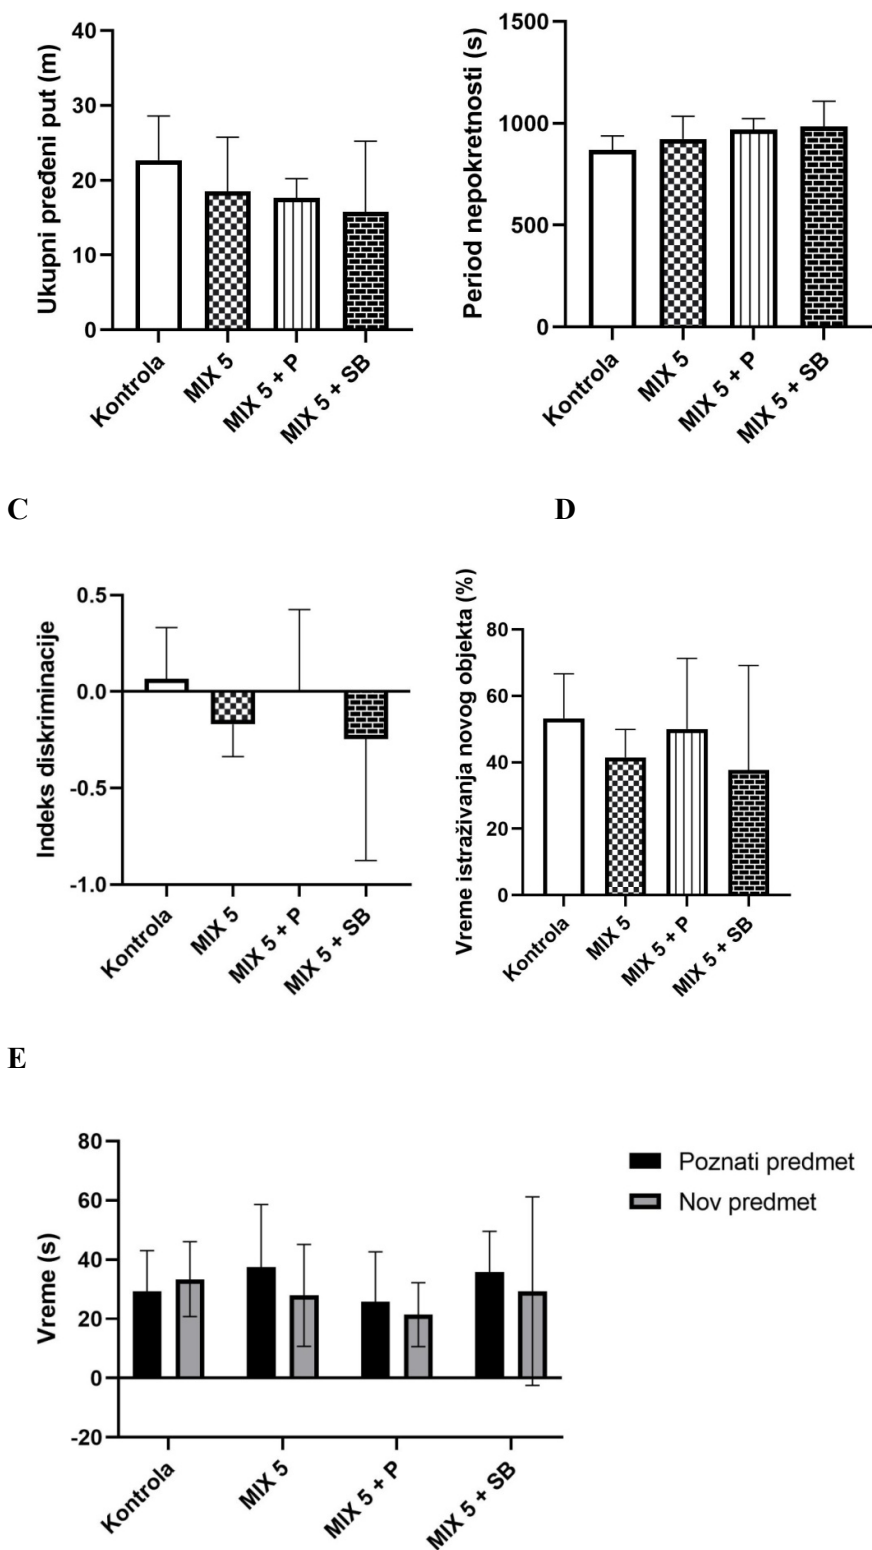 Ukupni pređeni put (m)
40
30
20
10
0
Kontrola
MIX 5
MIX 5 + P
MIX 5 + SB
Period nepokretnosti (s)
1500
1000
500
0
Kontrola
MIX 5
MIX 5 + P
MIX 5 + SB
C
D
Indeks diskriminacije
0.5
0.0
-0.5
-1.0
Kontrola
MIX 5
MIX 5 + P
MIX 5 + SB
Vreme istraživanja novog objekta (%)
80
60
40
20
0
Kontrola
MIX 5
MIX 5 + P
MIX 5 + SB
E
Vreme (s)
80
60
40
20
0
-20
Kontrola
MIX 5
MIX 5 + P
MIX 5 + SB
Poznati predmet
Nov predmet